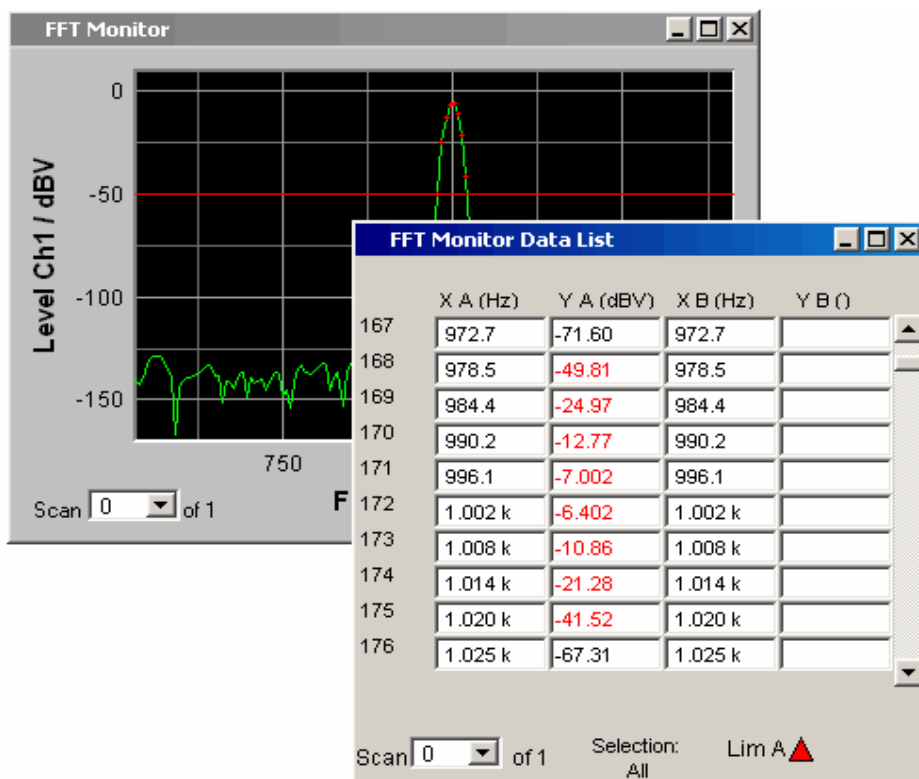 FFT Monitor
Level Ch1 / dBV
0
-50
-100
-150
750
F
Scan 0 of 1
FFT Monitor Data List
X A (Hz) Y A (dBV) X B (Hz) Y B ()
167 972.7 -71.60 972.7
168 978.5 -49.81 978.5
169 984.4 -24.97 984.4
170 990.2 -12.77 990.2
171 996.1 -7.002 996.1
172 1.002 k -6.402 1.002 k
173 1.008 k -10.86 1.008 k
174 1.014 k -21.28 1.014 k
175 1.020 k -41.52 1.020 k
176 1.025 k -67.31 1.025 k
Scan 0 of 1
Selection:
All
Lim A